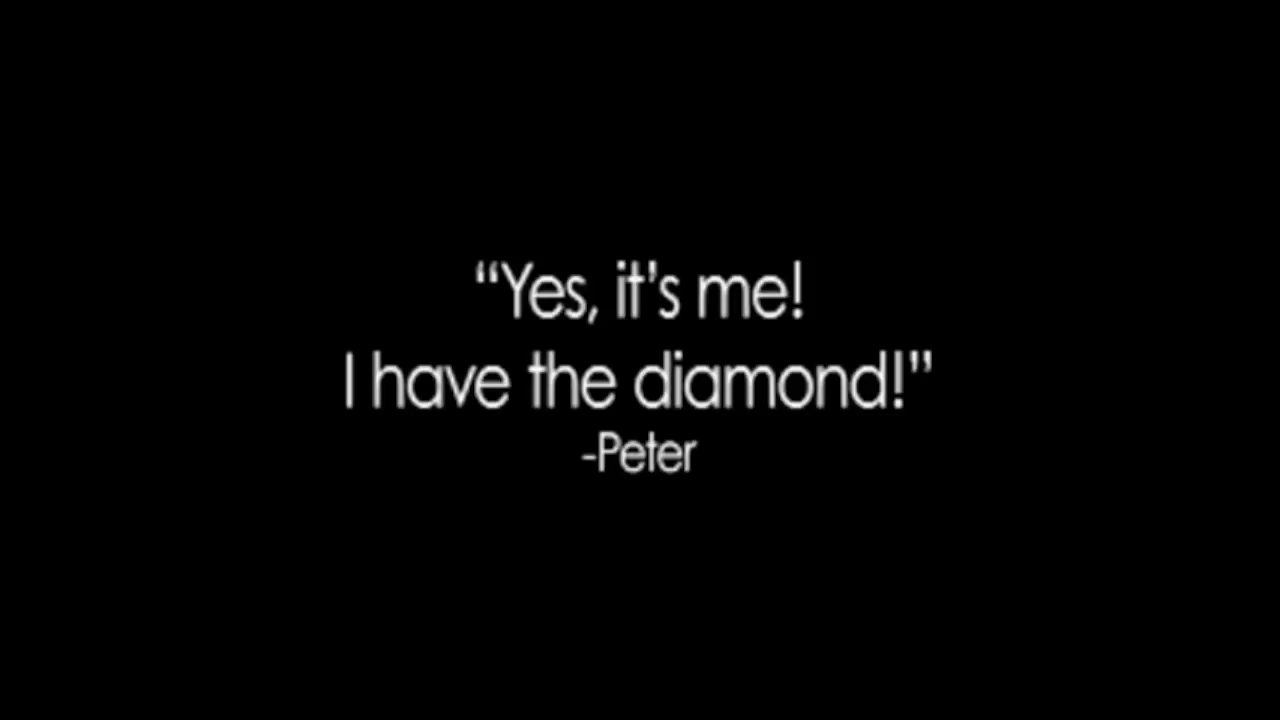 “Yes, it’s me!
I have the diamond!”
-Peter